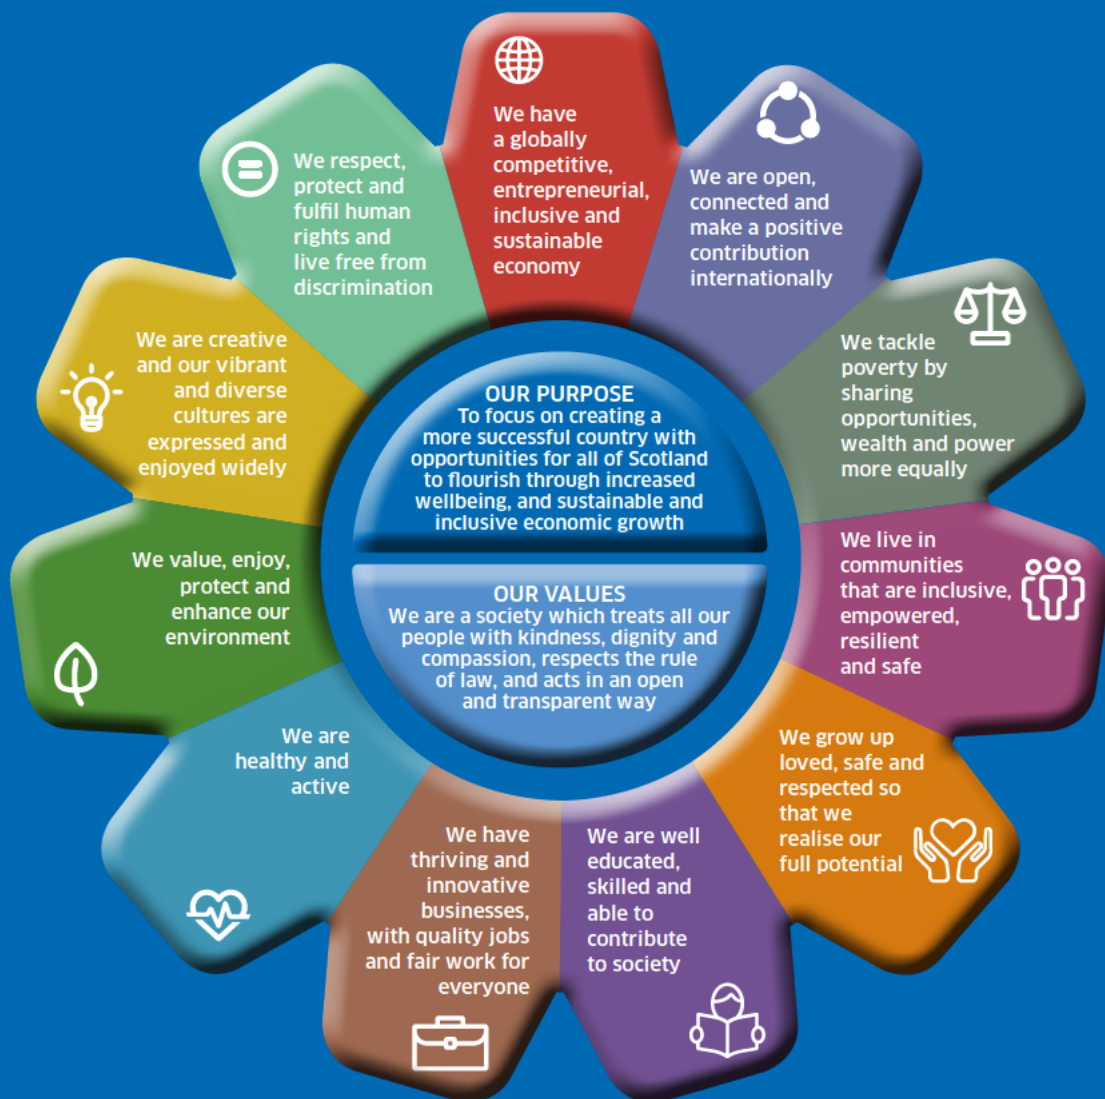 We have
a globally
competitive,
entrepreneurial,
inclusive and
sustainable
economy
We are open,
connected and
make a positive
contribution
internationally
We tackle
poverty by
sharing
opportunities,
wealth and power
more equally
We live in
communities
that are inclusive,
empowered,
resilient
and safe
We grow up
loved, safe and
respected so
that we
realise our
full potential
We are well
educated,
skilled and
able to
contribute
to society
We have
thriving and
innovative
businesses,
with quality jobs
and fair work for
everyone
We are
healthy and
active
We value, enjoy,
protect and
enhance our
environment
We are creative
and our vibrant
and diverse
cultures are
expressed and
enjoyed widely
We respect,
protect and
fulfil human
rights and
live free from
discrimination
OUR PURPOSE
To focus on creating a
more successful country with
opportunities for all of Scotland
to flourish through increased
wellbeing, and sustainable and
inclusive economic growth
OUR VALUES
We are a society which treats all our
people with kindness, dignity and
compassion, respects the rule
of law, and acts in an open
and transparent way